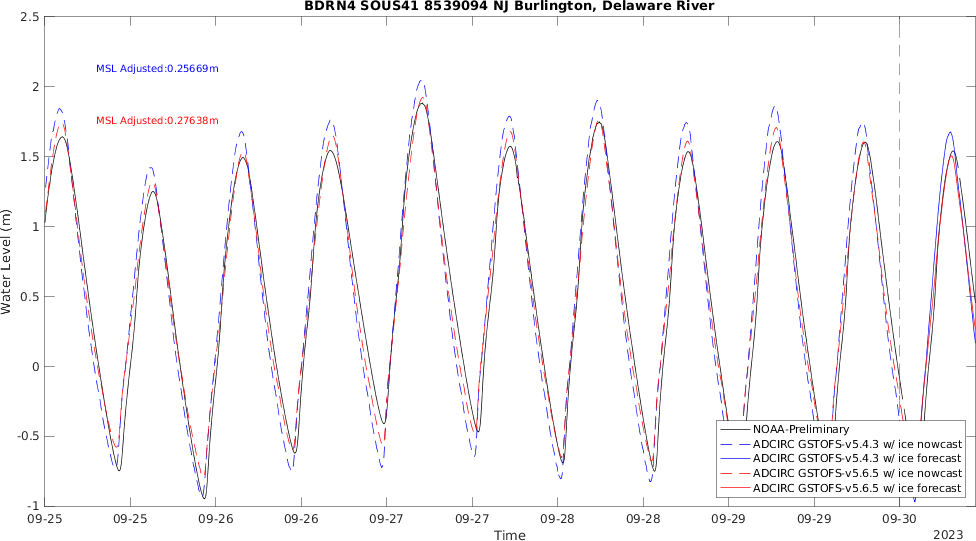 BDRN4 SOUS41 8539094 NJ Burlington, Delaware River
2.5
MSL Adjusted:0.25669m
2
MSL Adjusted:0.27638m
1.5
1
Water Level (m)
0.5
0
-0.5
-1
NOAA-Preliminary
ADCIRC GSTOFS-v5.4.3 w/ ice nowcast
ADCIRC GSTOFS-v5.4.3 w/ ice forecast
ADCIRC GSTOFS-v5.6.5 w/ ice nowcast
ADCIRC GSTOFS-v5.6.5 w/ ice forecast
09-25 09-25 09-26 09-26 09-27 09-27 09-28 09-28 09-29 09-29 09-30
Time
2023